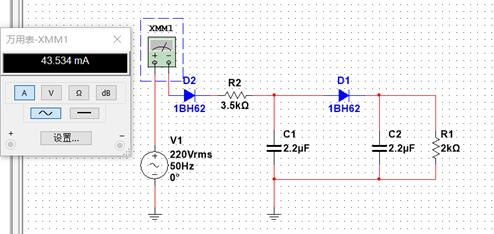 万用表-XMM1
43.534 mA
A V Ω dB
设置...
+ -
XMM1
D2
1BH62
R2
3.5kΩ
D1
1BH62
V1
220Vrms
50Hz
0°
C1
2.2µF
C2
2.2µF
R1
2kΩ